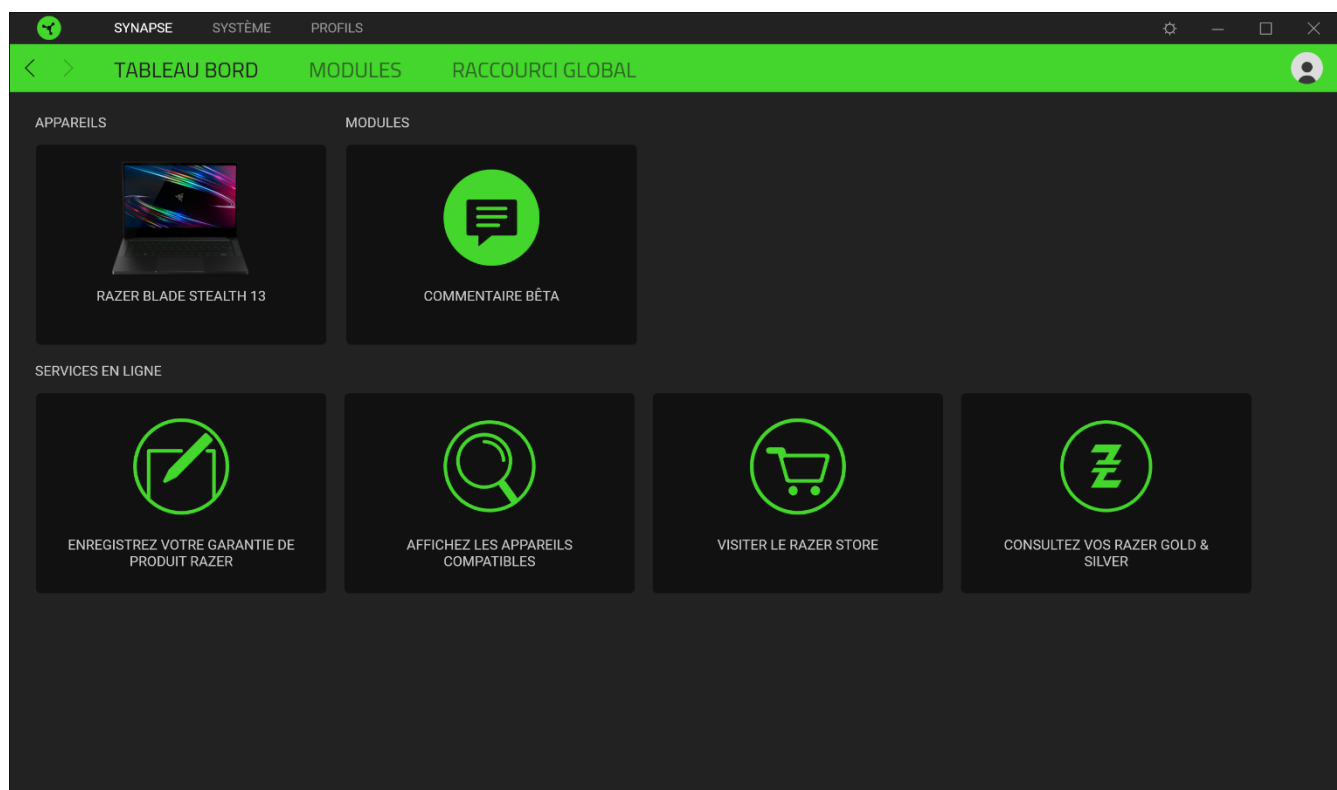 SYNAPSE SYSTÈME PROFILS
TABLEAU BORD MODULES RACCOURCI GLOBAL
APPAREILS MODULES
RAZER BLADE STEALTH 13
COMMENTAIRE BÊTA
SERVICES EN LIGNE
ENREGISTREZ VOTRE GARANTIE DE
PRODUIT RAZER
AFFICHEZ LES APPAREILS
COMPATIBLES
VISITER LE RAZER STORE
CONSULTEZ VOS RAZER GOLD &
SILVER